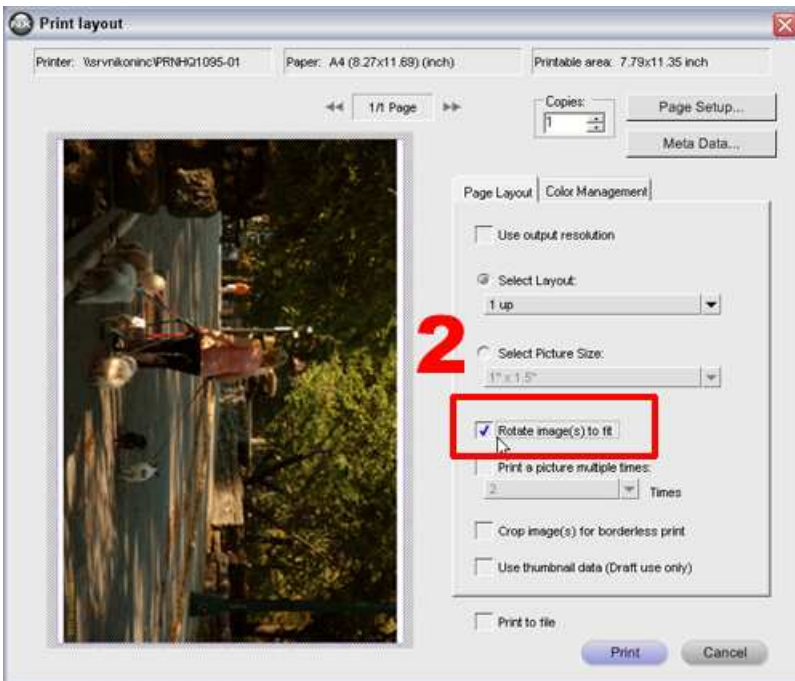 Print layout
Printer: \\srvnikoninc\PRNHQ1095-01
Paper: A4 (8.27x11.69) (inch)
Printable area: 7.79x11.35 inch
1/1 Page
Copies:
1
Page Setup...
Meta Data...
Page Layout
Color Management
Use output resolution
Select Layout:
1 up
2
Select Picture Size:
1" x 1.5"
Rotate image(s) to fit
Print a picture multiple times:
2
Times
Crop image(s) for borderless print
Use thumbnail data (Draft use only)
Print to file
Print
Cancel